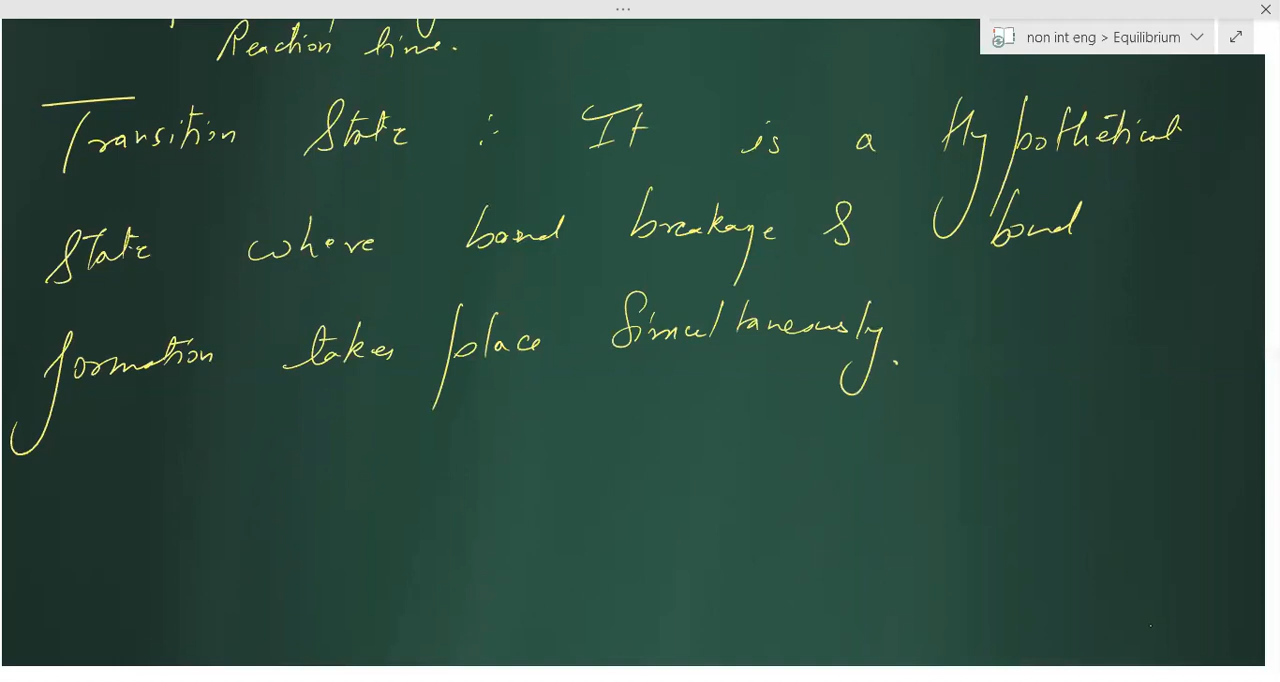 non int eng > Equilibrium
Reaction time.
Transition State : It is a Hypothetical
State where bond breakage & bond
formation takes place Simultaneously.